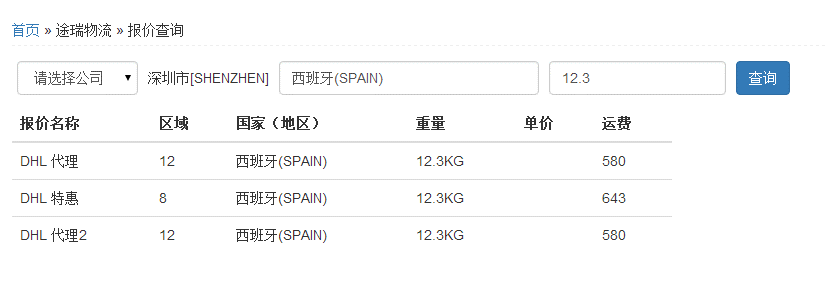 首页 » 途瑞物流 » 报价查询
请选择公司 深圳市[SHENZHEN] 西班牙(SPAIN) 12.3 查询
报价名称 区域 国家（地区） 重量 单价 运费
DHL 代理 12 西班牙(SPAIN) 12.3KG 580
DHL 特惠 8 西班牙(SPAIN) 12.3KG 643
DHL 代理2 12 西班牙(SPAIN) 12.3KG 580